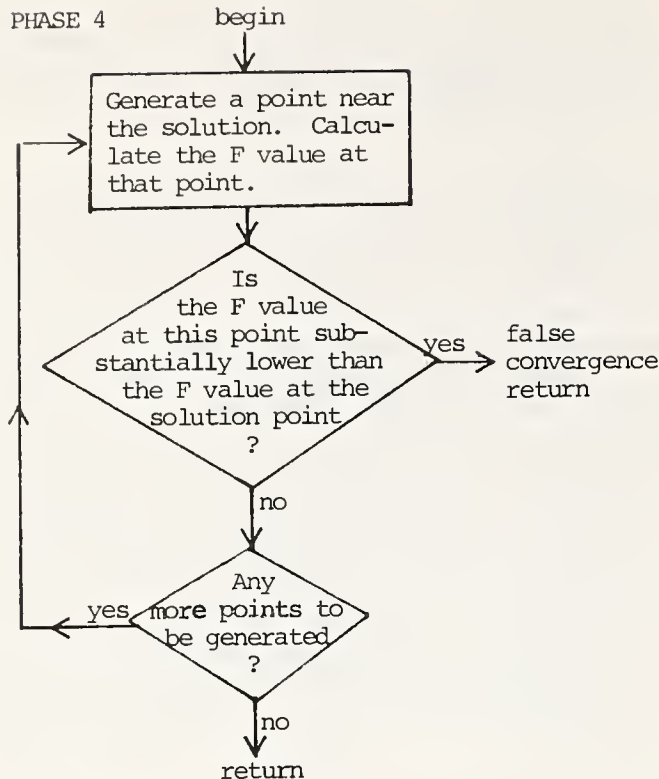 PHASE 4
begin
Generate a point near
the solution. Calcu-
late the F value at
that point.
Is
the F value
at this point sub-
stantially lower than
the F value at the
solution point
?
yes
false
convergence
return
no
Any
more points to
be generated
?
yes
no
return